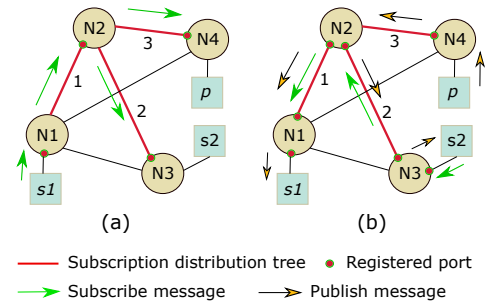 N2 N4 3 1 2 p N1 s2 s1 N3
(a)
N2 N4 3 1 2 p N1 s2 s1 N3
(b)
Subscription distribution tree
Registered port
Subscribe message
Publish message